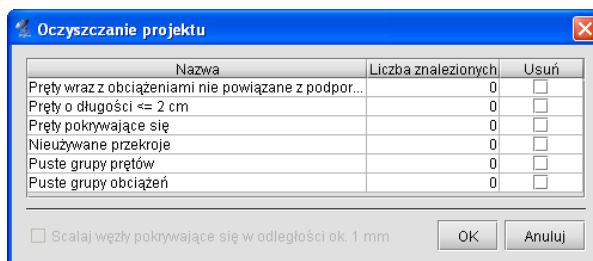 Oczyszczanie projektu
Nazwa Liczba znalezionych Usuń
Pręty wraz z obciążeniami nie powiązane z podpor... 0
Pręty o długości <= 2 cm 0
Pręty pokrywające się 0
Nieużywane przekroje 0
Puste grupy prętów 0
Puste grupy obciążeń 0
Scalaj węzły pokrywające się w odległości ok. 1 mm OK Anuluj